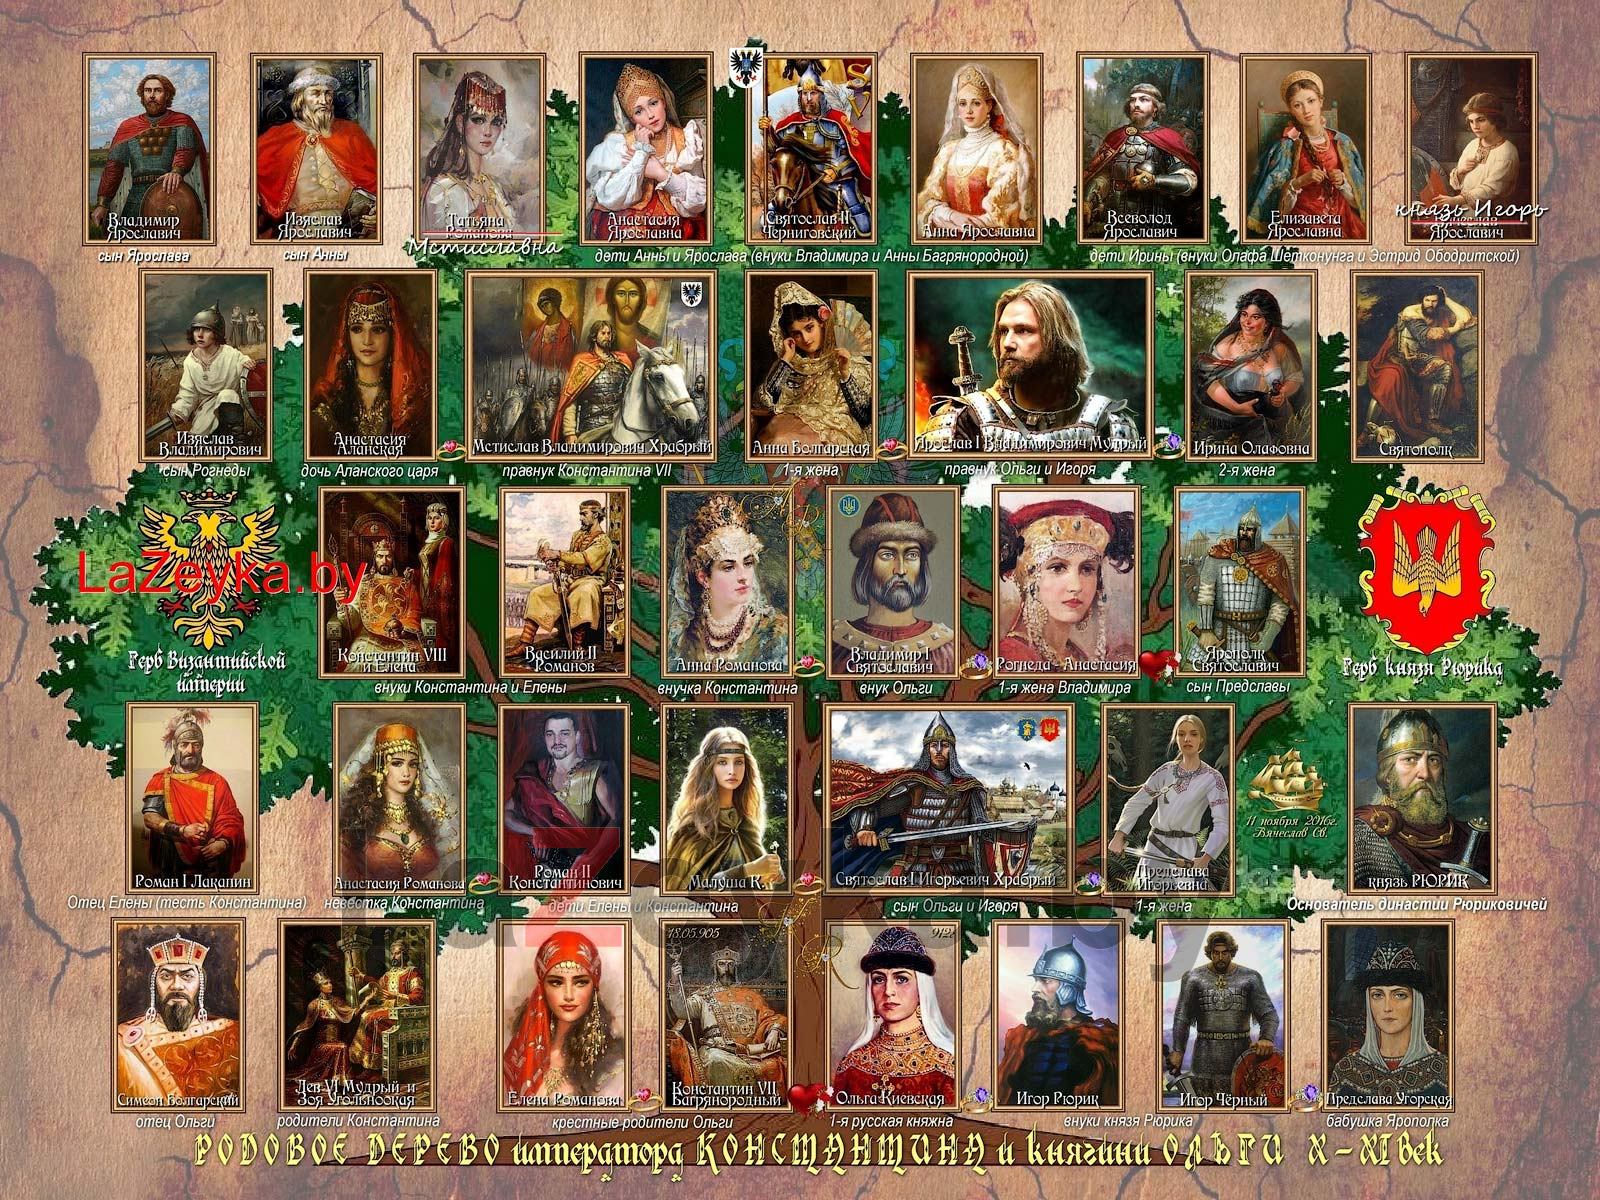 Владимир
Ярославич
Изяслав
Ярославич
Татьяна
Мстиславна
Анастасия
Ярославна
Святослав II
Черниговский
Анна Ярославна
Всеволод
Ярославич
Елизавета
Ярославна
князь Игорь
Ярославич
сын Ярослава
сын Анны
дети Анны и Ярослава (внуки Владимира и Анны Багрянородной)
дети Ирины (внуки Олафа Шетконунга и Эстрид Ободритской)
Изяслав
Владимирович
Анастасия
Аланская
Мстислав Владимирович Храбрый
Анна Болгарская
Ярослав I Владимирович Мудрый
Ирина Олафовна
Святополк
сын Рогнеды
дочь Аланского царя
правнук Константина VII
1-я жена
правнук Ольги и Игоря
2-я жена
LaZeyka.by
Герб Византийской
империи
Константин VIII
и Елена
Василий II
Романов
Анна Романова
Владимир I
Святославич
Рогнеда - Анастасия
Ярополк
Святославич
Герб князя Рюрика
внуки Константина и Елены
внучка Константина
внук Ольги
1-я жена Владимира
сын Предславы
Роман I Лакапин
Анастасия Романова
Роман II
Константинович
Малуша К.
Святослав I Игорьевич Храбрый
Предслава
Игорьевна
11 ноября 2016г.
Вячеслав Св.
князь РЮРИК
Отец Елены (тесть Константина)
невестка Константина
дети Елены и Константина
сын Ольги и Игоря
1-я жена
Основатель династии Рюриковичей
18.05.905
Симеон Болгарский
Лев VI Мудрый и
Зоя Угольноокая
Елена Романова
Константин VII
Багрянородный
Ольга Киевская
Игор Рюрик
Игор Чёрный
Предслава Угорская
отец Ольги
родители Константина
крестные родители Ольги
1-я русская княжна
внуки князя Рюрика
бабушка Ярополка
РОДОВОЕ ДЕРЕВО императора КОНСТАНТИНА и княгини ОЛЬГИ X-XI век